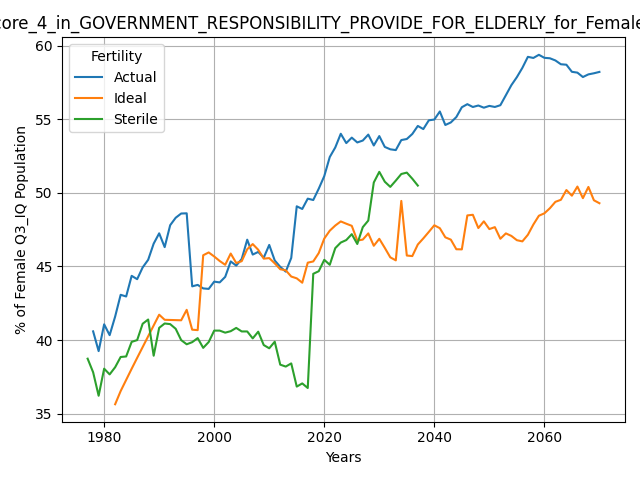 core_4_in_GOVERNMENT_RESPONSIBILITY_PROVIDE_FOR_ELDERLY_for_Female
Fertility
Actual
Ideal
Sterile
% of Female Q3_IQ Population
60
55
50
45
40
35
1980
2000
2020
2040
2060
Years